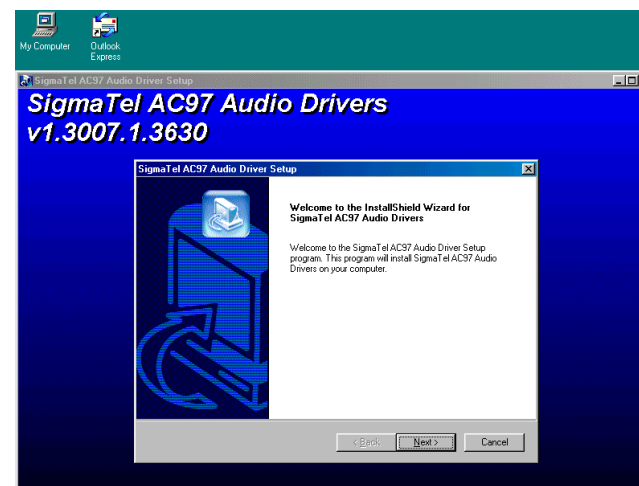 My Computer
Outlook
Express
SigmaTel AC97 Audio Driver Setup
SigmaTel AC97 Audio Drivers
v1.3007.1.3630
SigmaTel AC97 Audio Driver Setup
Welcome to the InstallShield Wizard for
SigmaTel AC97 Audio Drivers
Welcome to the SigmaTel AC97 Audio Driver Setup
program. This program will install SigmaTel AC97 Audio
Drivers on your computer.
< Back Next > Cancel